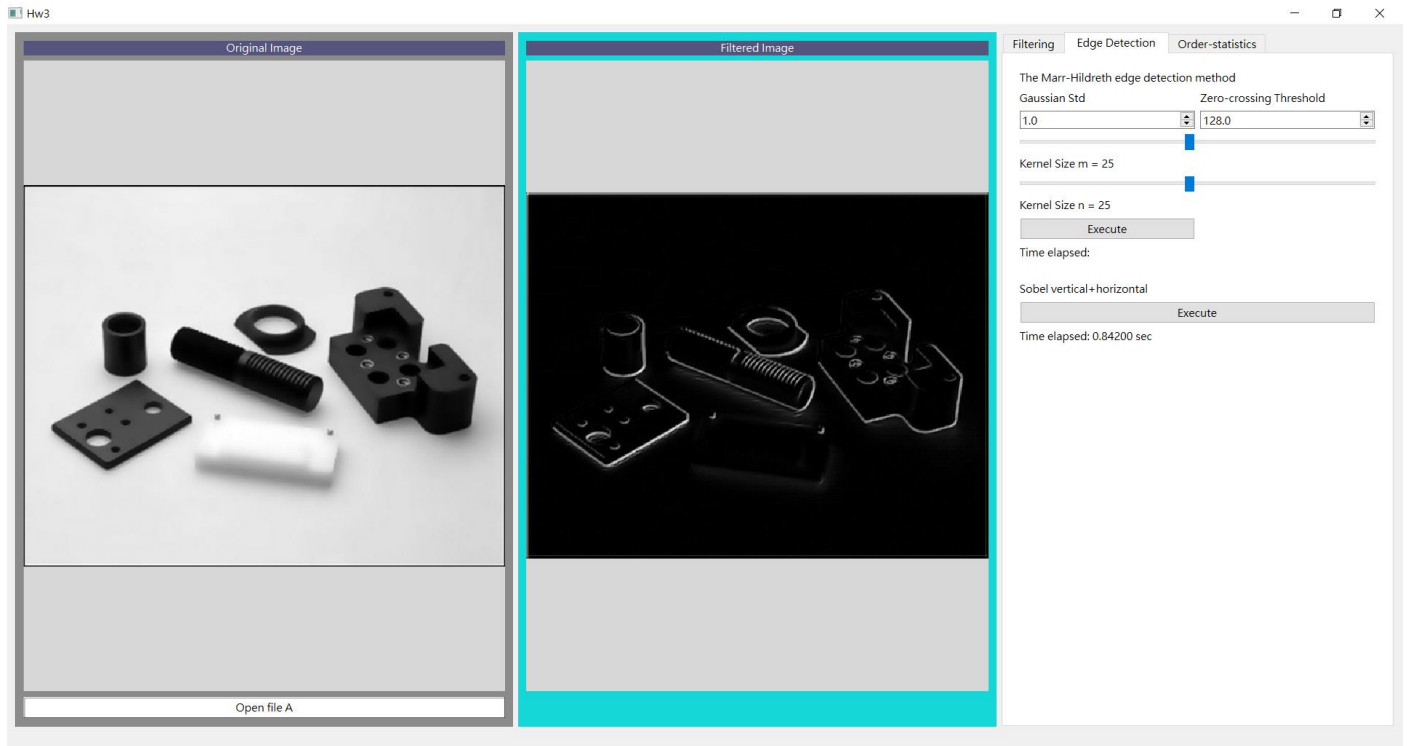 Hw3
Original Image
Open file A
Filtered Image
Filtering Edge Detection Order-statistics
The Marr-Hildreth edge detection method
Gaussian Std Zero-crossing Threshold
1.0 128.0
Kernel Size m = 25
Kernel Size n = 25
Execute
Time elapsed:
Sobel vertical+horizontal
Execute
Time elapsed: 0.84200 sec